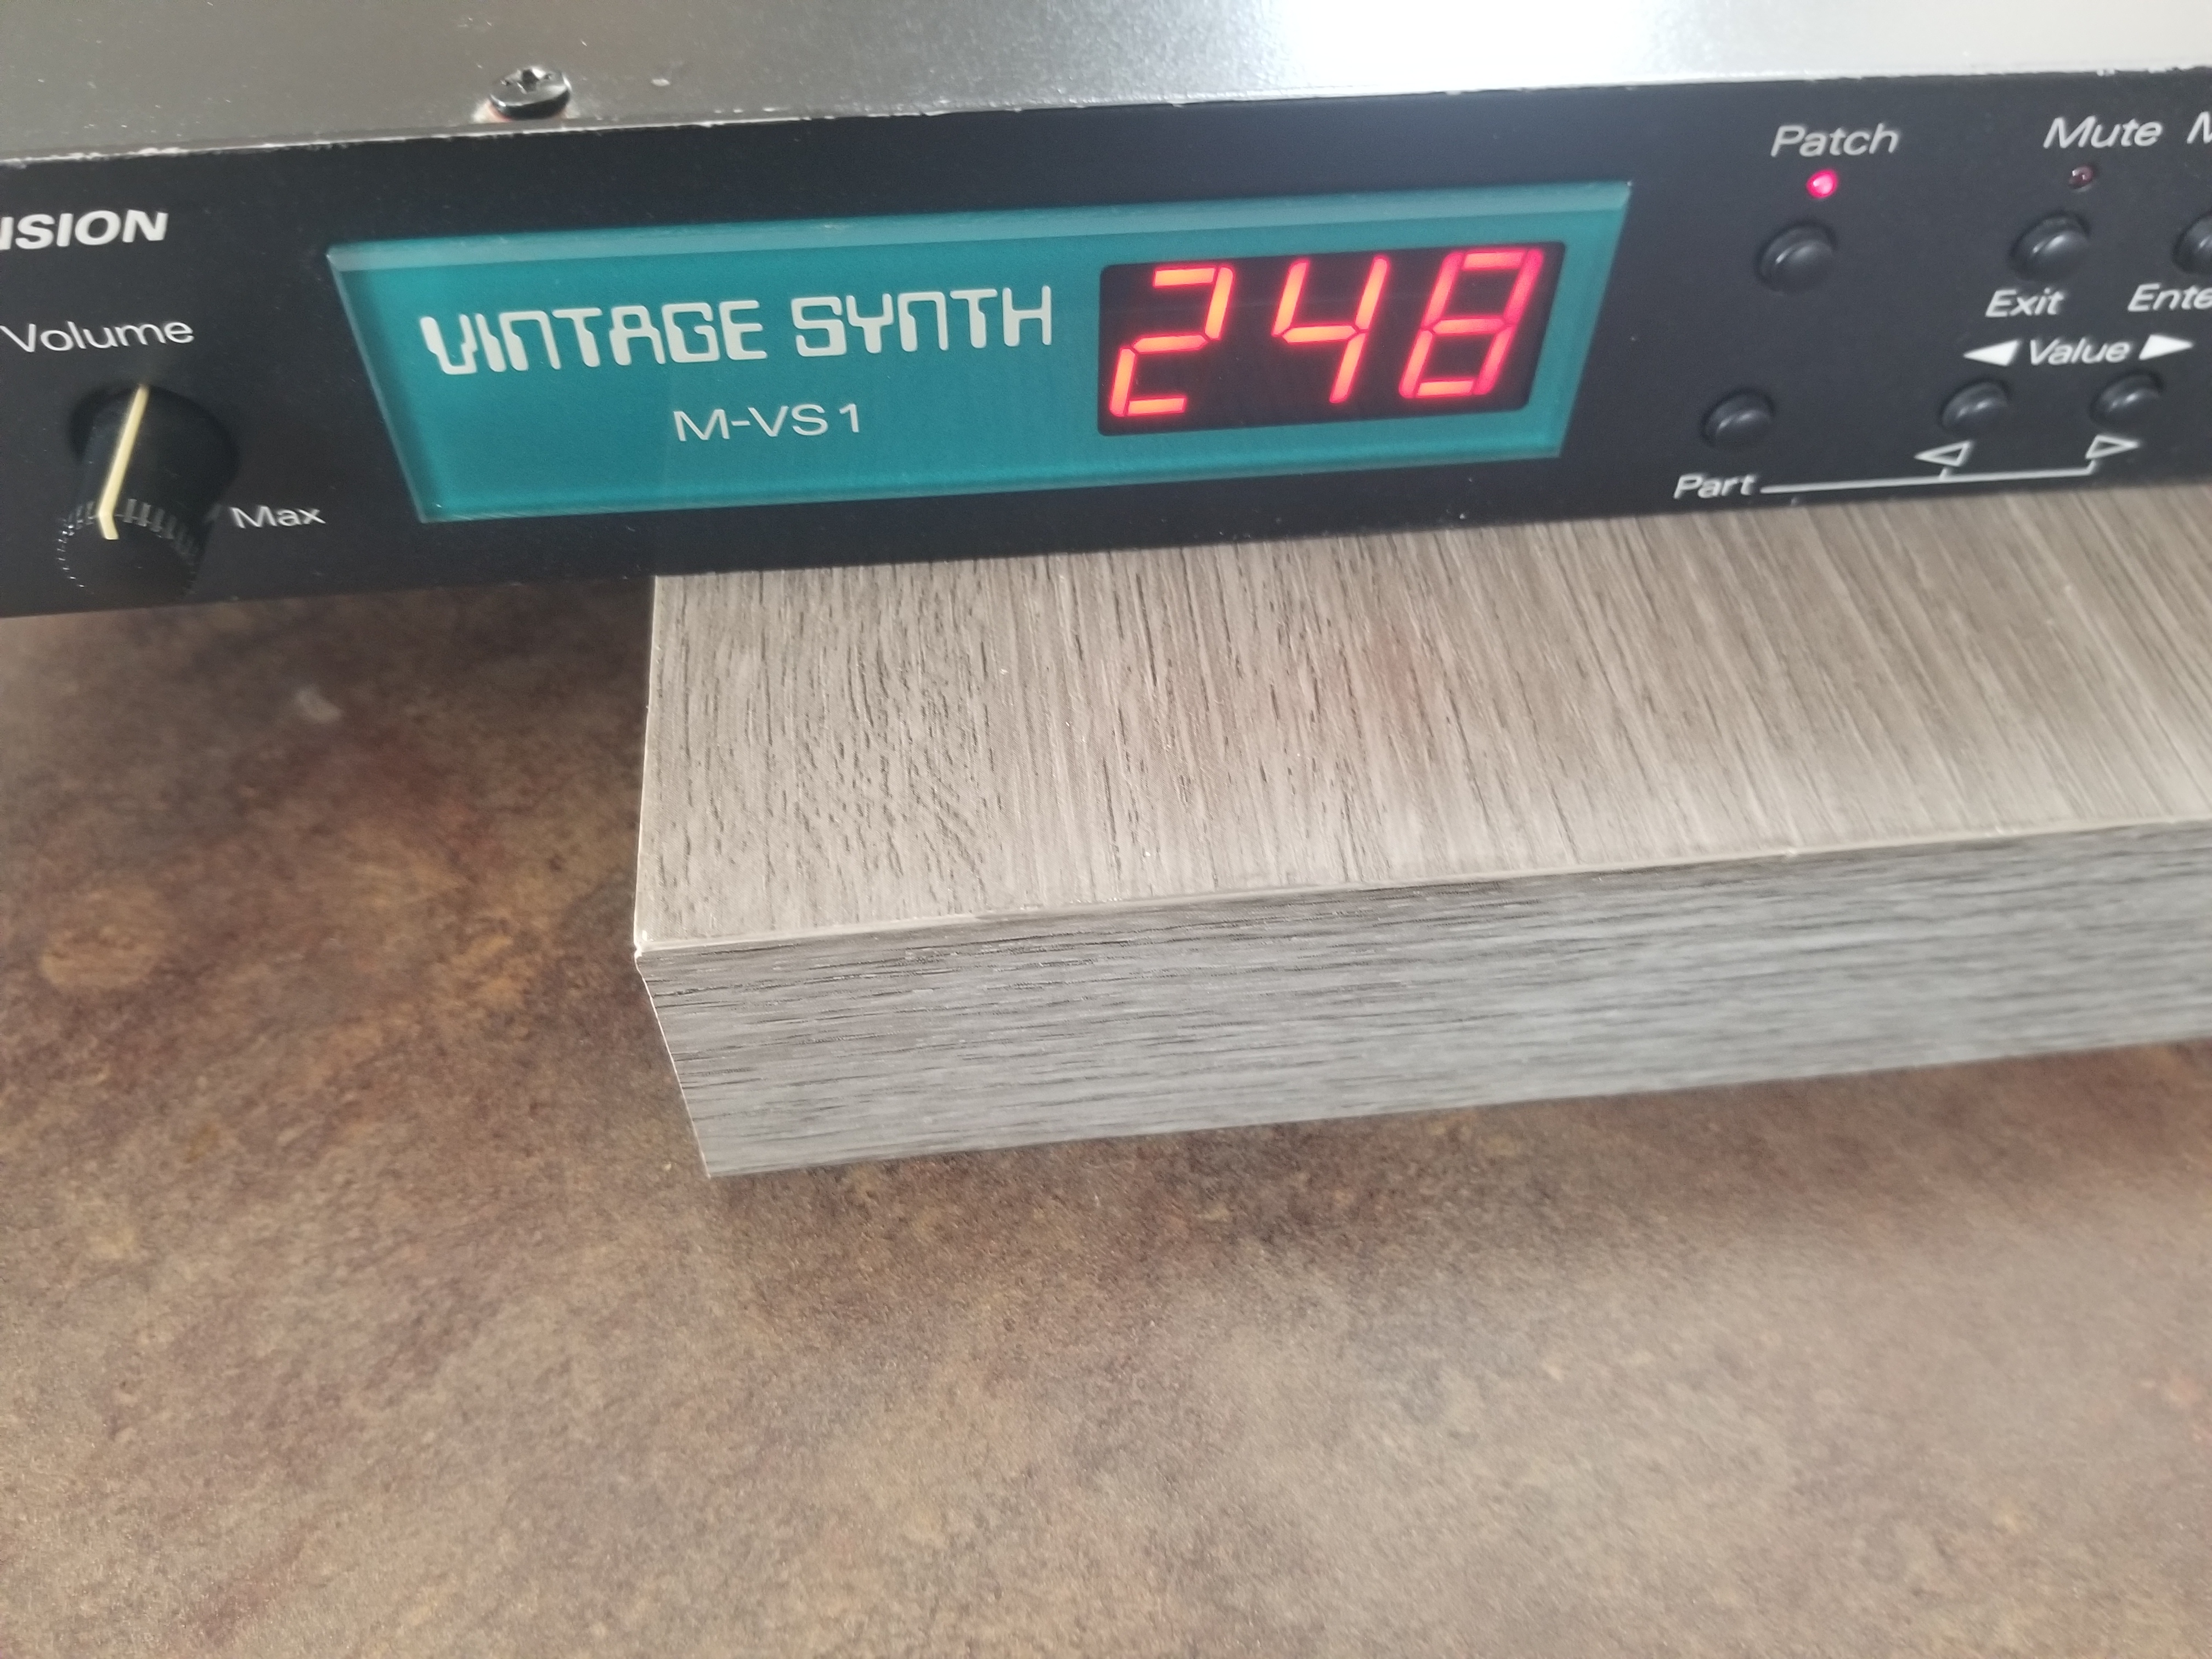 ISION
Volume
Max
VINTAGE SYNTH
M-VS1
248
Patch
Mute
Exit
Value
Part